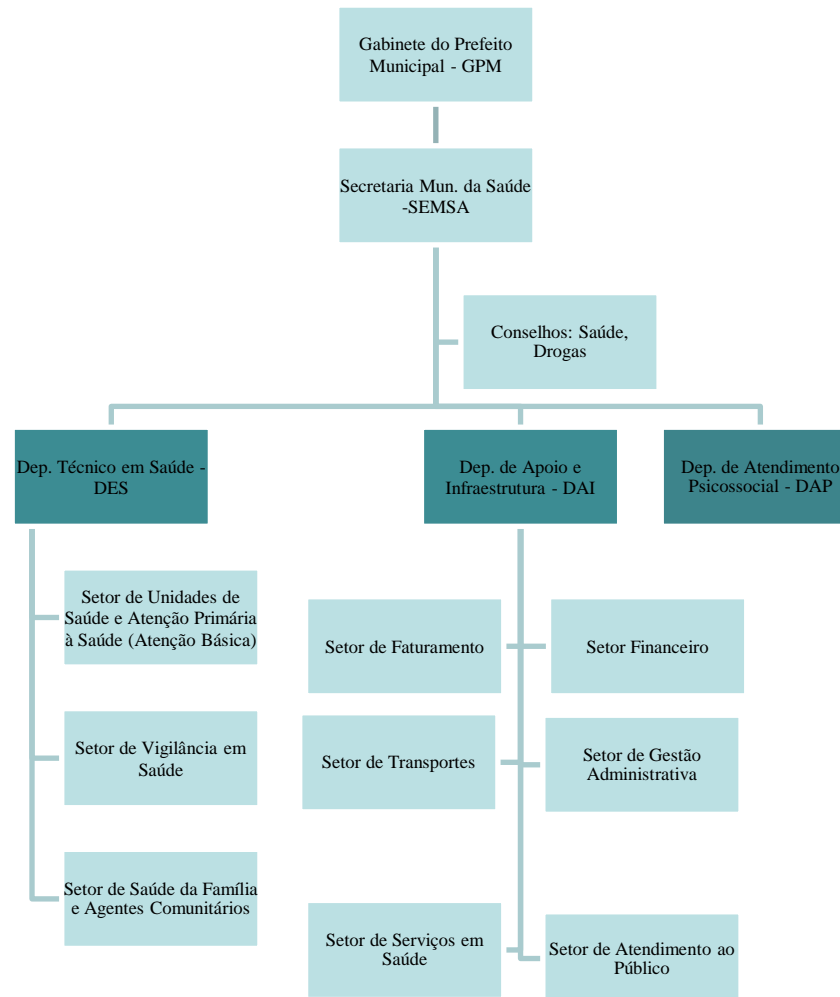 Gabinete do Prefeito
Municipal - GPM
Secretaria Mun. da Saúde
-SEMSA
Conselhos: Saúde,
Drogas
Dep. Técnico em Saúde -
DES
Dep. de Apoio e
Infraestrutura - DAI
Dep. de Atendimento
Psicossocial - DAP
Setor de Unidades de
Saúde e Atenção Primária
à Saúde (Atenção Básica)
Setor de Vigilância em
Saúde
Setor de Saúde da Família
e Agentes Comunitários
Setor de Faturamento
Setor Financeiro
Setor de Transportes
Setor de Gestão
Administrativa
Setor de Serviços em
Saúde
Setor de Atendimento ao
Público